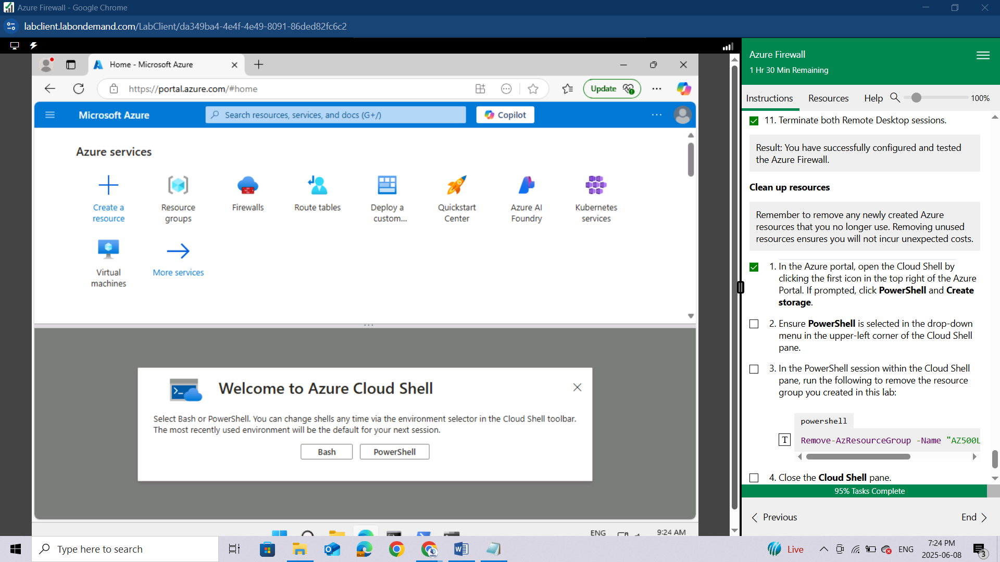 Azure Firewall - Google Chrome
labclient.labondemand.com/LabClient/da349ba4-4e4f-4e49-8091-86ded82fc6c2
Home - Microsoft Azure
https://portal.azure.com/#home
Update
Microsoft Azure
Search resources, services, and docs (G+/)
Copilot
Azure services
Create a resource
Resource groups
Firewalls
Route tables
Deploy a custom...
Quickstart Center
Azure AI Foundry
Kubernetes services
Virtual machines
More services
Welcome to Azure Cloud Shell
Select Bash or PowerShell. You can change shells any time via the environment selector in the Cloud Shell toolbar.
The most recently used environment will be the default for your next session.
Bash
PowerShell
ENG
9:24 AM
Azure Firewall
1 Hr 30 Min Remaining
Instructions
Resources
Help
100%
11. Terminate both Remote Desktop sessions.
Result: You have successfully configured and tested
the Azure Firewall.
Clean up resources
Remember to remove any newly created Azure
resources that you no longer use. Removing unused
resources ensures you will not incur unexpected costs.
1. In the Azure portal, open the Cloud Shell by
clicking the first icon in the top right of the Azure
Portal. If prompted, click PowerShell and Create
storage.
2. Ensure PowerShell is selected in the drop-down
menu in the upper-left corner of the Cloud Shell
pane.
3. In the PowerShell session within the Cloud Shell
pane, run the following to remove the resource
group you created in this lab:
powershell
T
Remove-AzResourceGroup -Name "AZ500L
4. Close the Cloud Shell pane.
95% Tasks Complete
Previous
End
Type here to search
Live
ENG
7:24 PM
2025-06-08
3